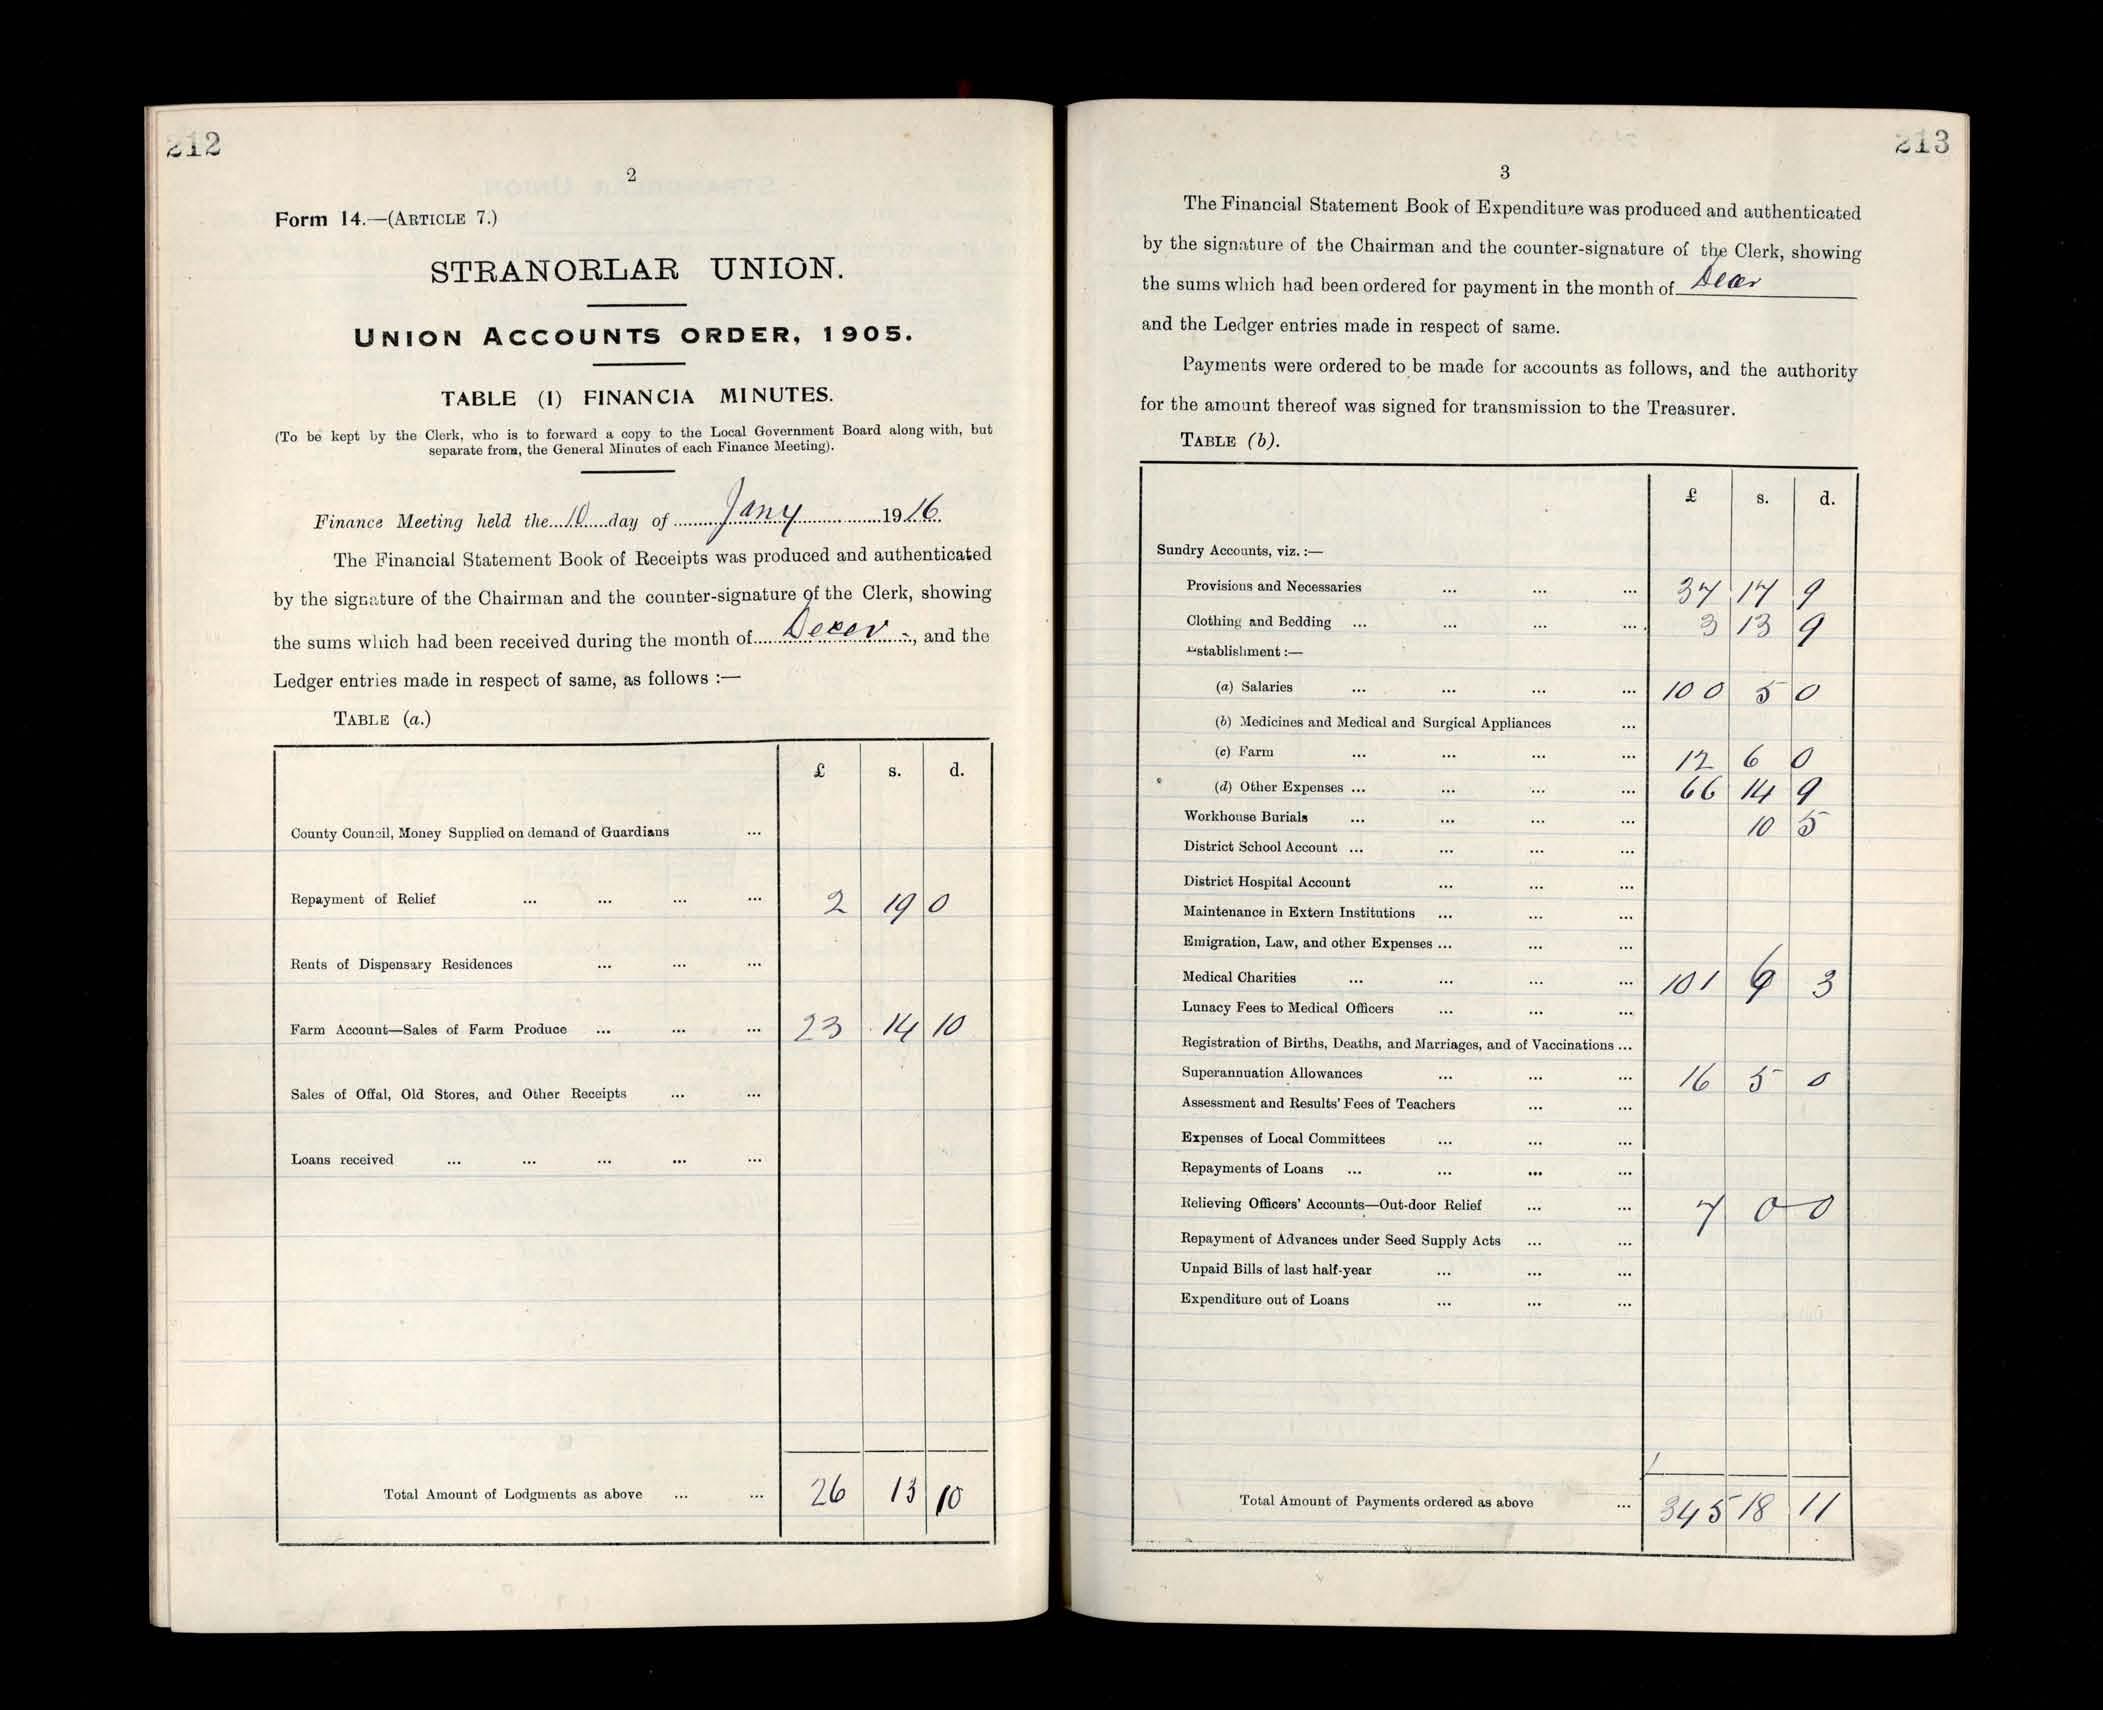 212
2
Form 14.—(ARTICLE 7.)
STRANORLAR UNION.
UNION ACCOUNTS ORDER, 1905.
TABLE (I) FINANCIA MINUTES.
(To be kept by the Clerk, who is to forward a copy to the Local Government Board along with, but
separate from, the General Minutes of each Finance Meeting).
Finance Meeting held the...10...day of ...Jany... 1916.
The Financial Statement Book of Receipts was produced and authenticated
by the signature of the Chairman and the counter-signature of the Clerk, showing
the sums which had been received during the month of.... Decer ..., and the
Ledger entries made in respect of same, as follows :—
TABLE (a.)
£ s. d.
County Council, Money Supplied on demand of Guardians ...
Repayment of Relief ... ... ... ... 2 19 0
Rents of Dispensary Residences ... ... ...
Farm Account—Sales of Farm Produce ... ... ... 23 14 10
Sales of Offal, Old Stores, and Other Receipts ... ...
Loans received ... ... ... ... ...
Total Amount of Lodgments as above ... ... 26 13 10
213
3
The Financial Statement Book of Expenditure was produced and authenticated
by the signature of the Chairman and the counter-signature of the Clerk, showing
the sums which had been ordered for payment in the month of Decr
and the Ledger entries made in respect of same.
Payments were ordered to be made for accounts as follows, and the authority
for the amount thereof was signed for transmission to the Treasurer.
TABLE (b).
£ s. d.
Sundry Accounts, viz. :—
Provisions and Necessaries ... ... ... 37 17 9
Clothing and Bedding ... ... ... 3 13 9
Establishment :—
(a) Salaries ... ... ... ... 100 5 0
(b) Medicines and Medical and Surgical Appliances ...
(c) Farm ... ... ... ... 12 6 0
(d) Other Expenses ... ... ... ... 66 14 9
Workhouse Burials ... ... ... ... 10 5
District School Account ... ... ... ...
District Hospital Account ... ... ...
Maintenance in Extern Institutions ... ... ...
Emigration, Law, and other Expenses ... ... ...
Medical Charities ... ... ... ... 101 6 3
Lunacy Fees to Medical Officers ... ... ...
Registration of Births, Deaths, and Marriages, and of Vaccinations ...
Superannuation Allowances ... ... ... 16 5 0
Assessment and Results' Fees of Teachers ... ...
Expenses of Local Committees ... ... ...
Repayments of Loans ... ... ... ...
Relieving Officers' Accounts—Out-door Relief ... ... 7 0 0
Repayment of Advances under Seed Supply Acts ... ...
Unpaid Bills of last half-year ... ... ...
Expenditure out of Loans ... ... ...
Total Amount of Payments ordered as above ... 345 18 11